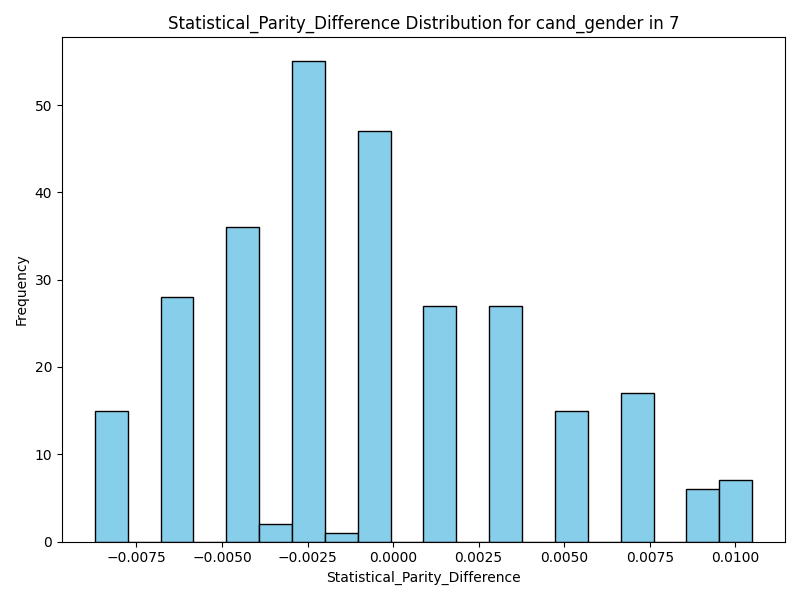 Statistical_Parity_Difference Distribution for cand_gender in 7
Frequency
50
40
30
20
10
0
−0.0075 −0.0050 −0.0025 0.0000 0.0025 0.0050 0.0075 0.0100
Statistical_Parity_Difference